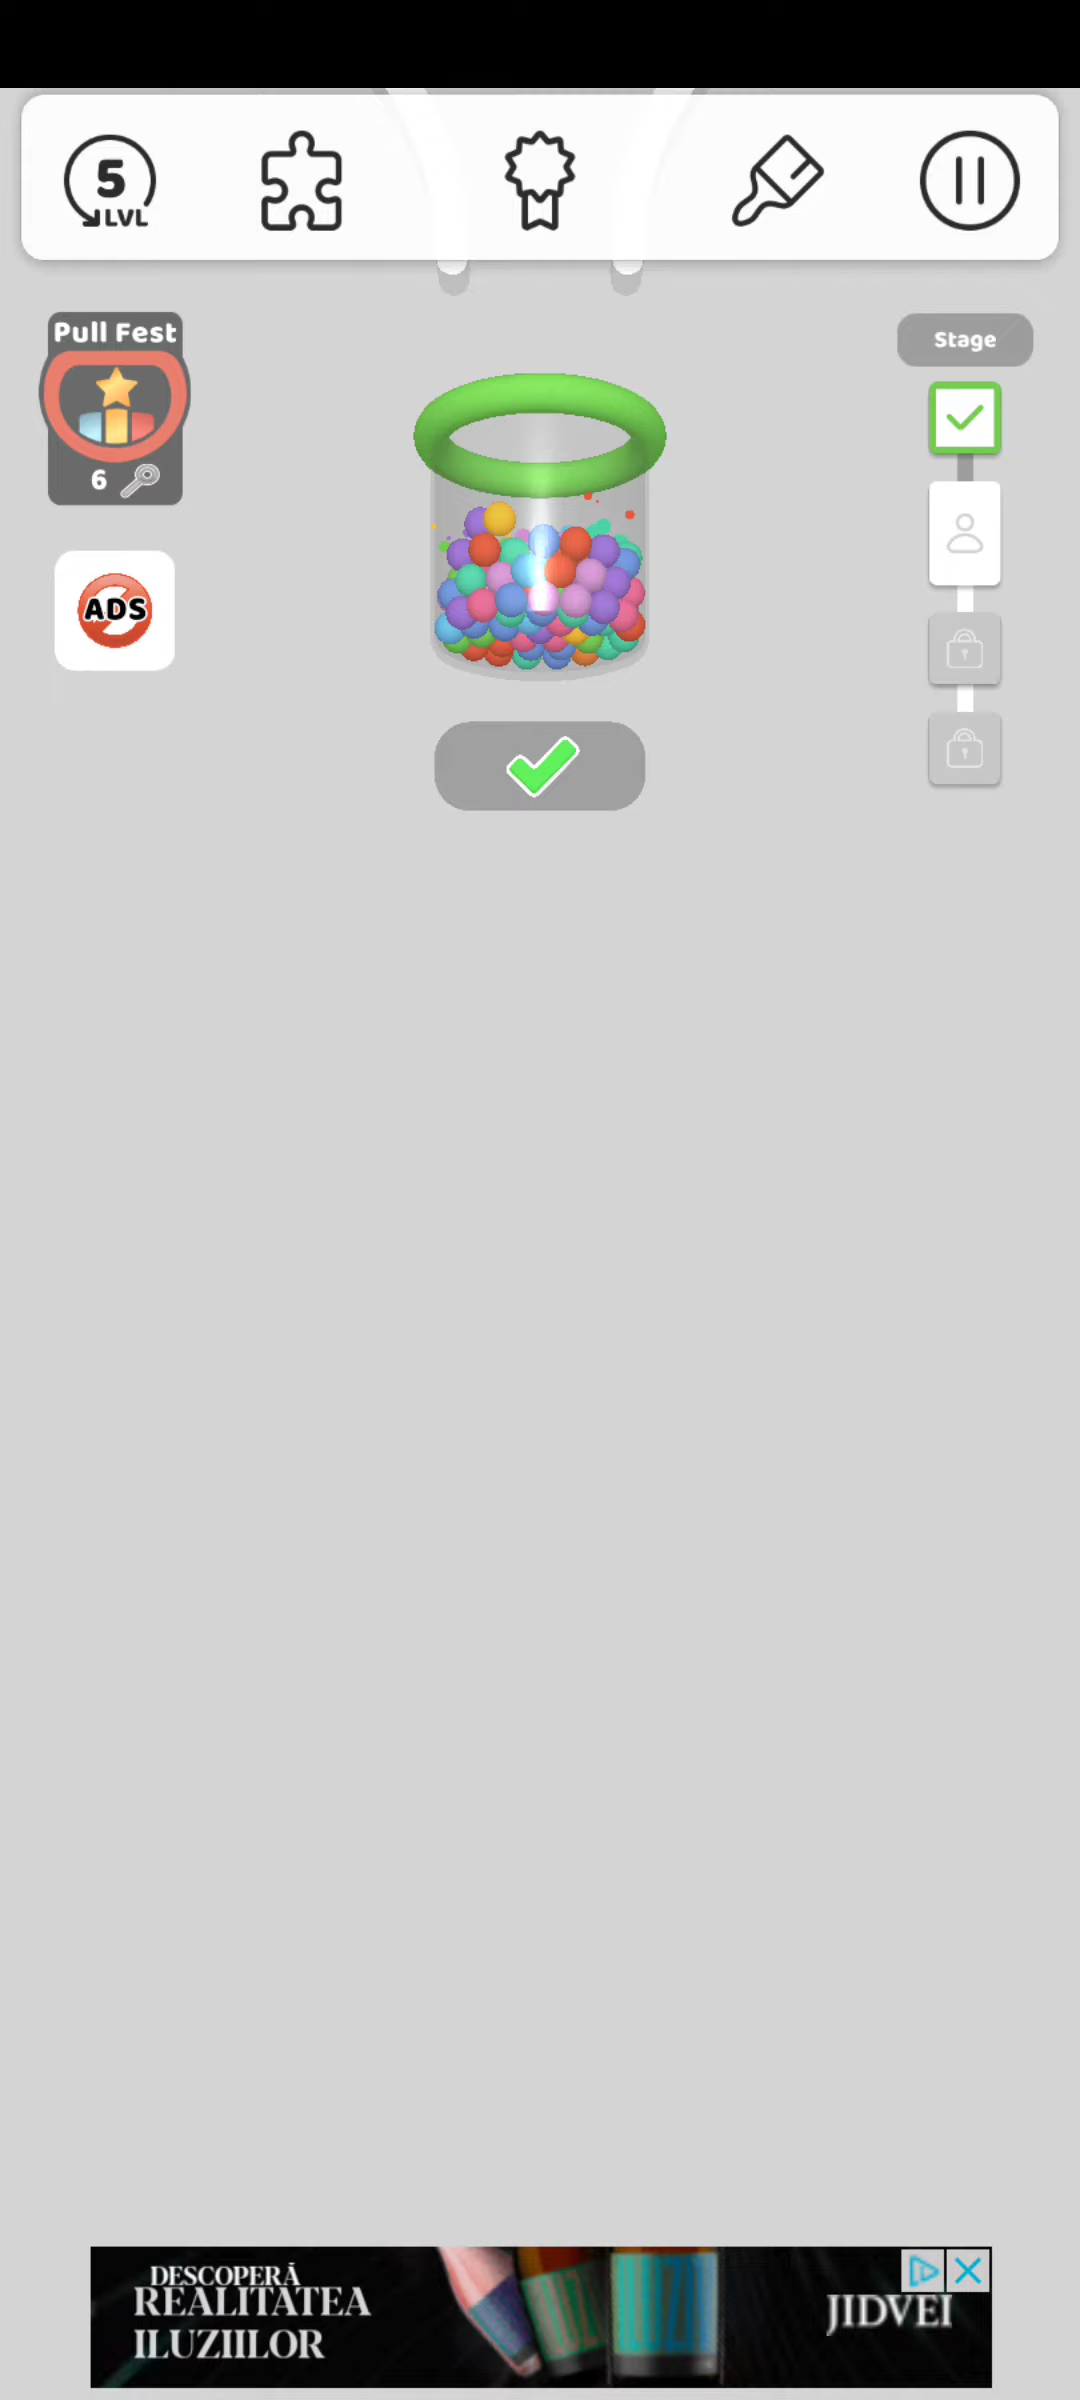 5
LVL
Pull Fest
6
Stage
ADS
DESCOPERĂ
REALITATEA
ILUZIILOR
JIDVEI